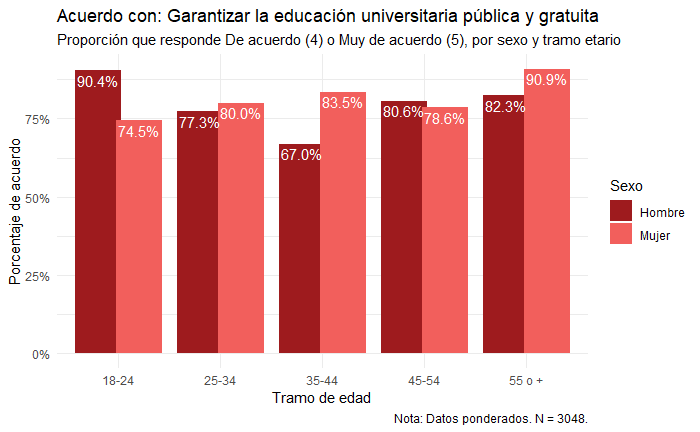 Acuerdo con: Garantizar la educación universitaria pública y gratuita
Proporción que responde De acuerdo (4) o Muy de acuerdo (5), por sexo y tramo etario
Porcentaje de acuerdo
75%
50%
25%
0%
90.4%
74.5%
77.3%
80.0%
67.0%
83.5%
80.6%
78.6%
82.3%
90.9%
18-24
25-34
35-44
45-54
55 o +
Tramo de edad
Sexo
Hombre
Mujer
Nota: Datos ponderados. N = 3048.